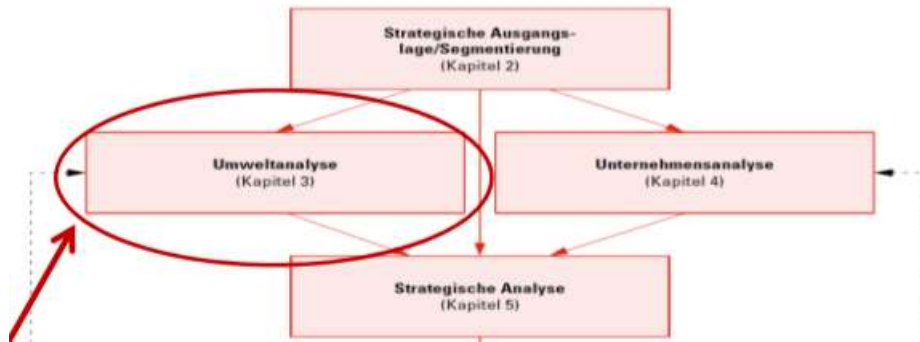 Strategische Ausgangs-
lage/Segmentierung
(Kapitel 2)
Umweltanalyse
(Kapitel 3)
Unternehmensanalyse
(Kapitel 4)
Strategische Analyse
(Kapitel 5)